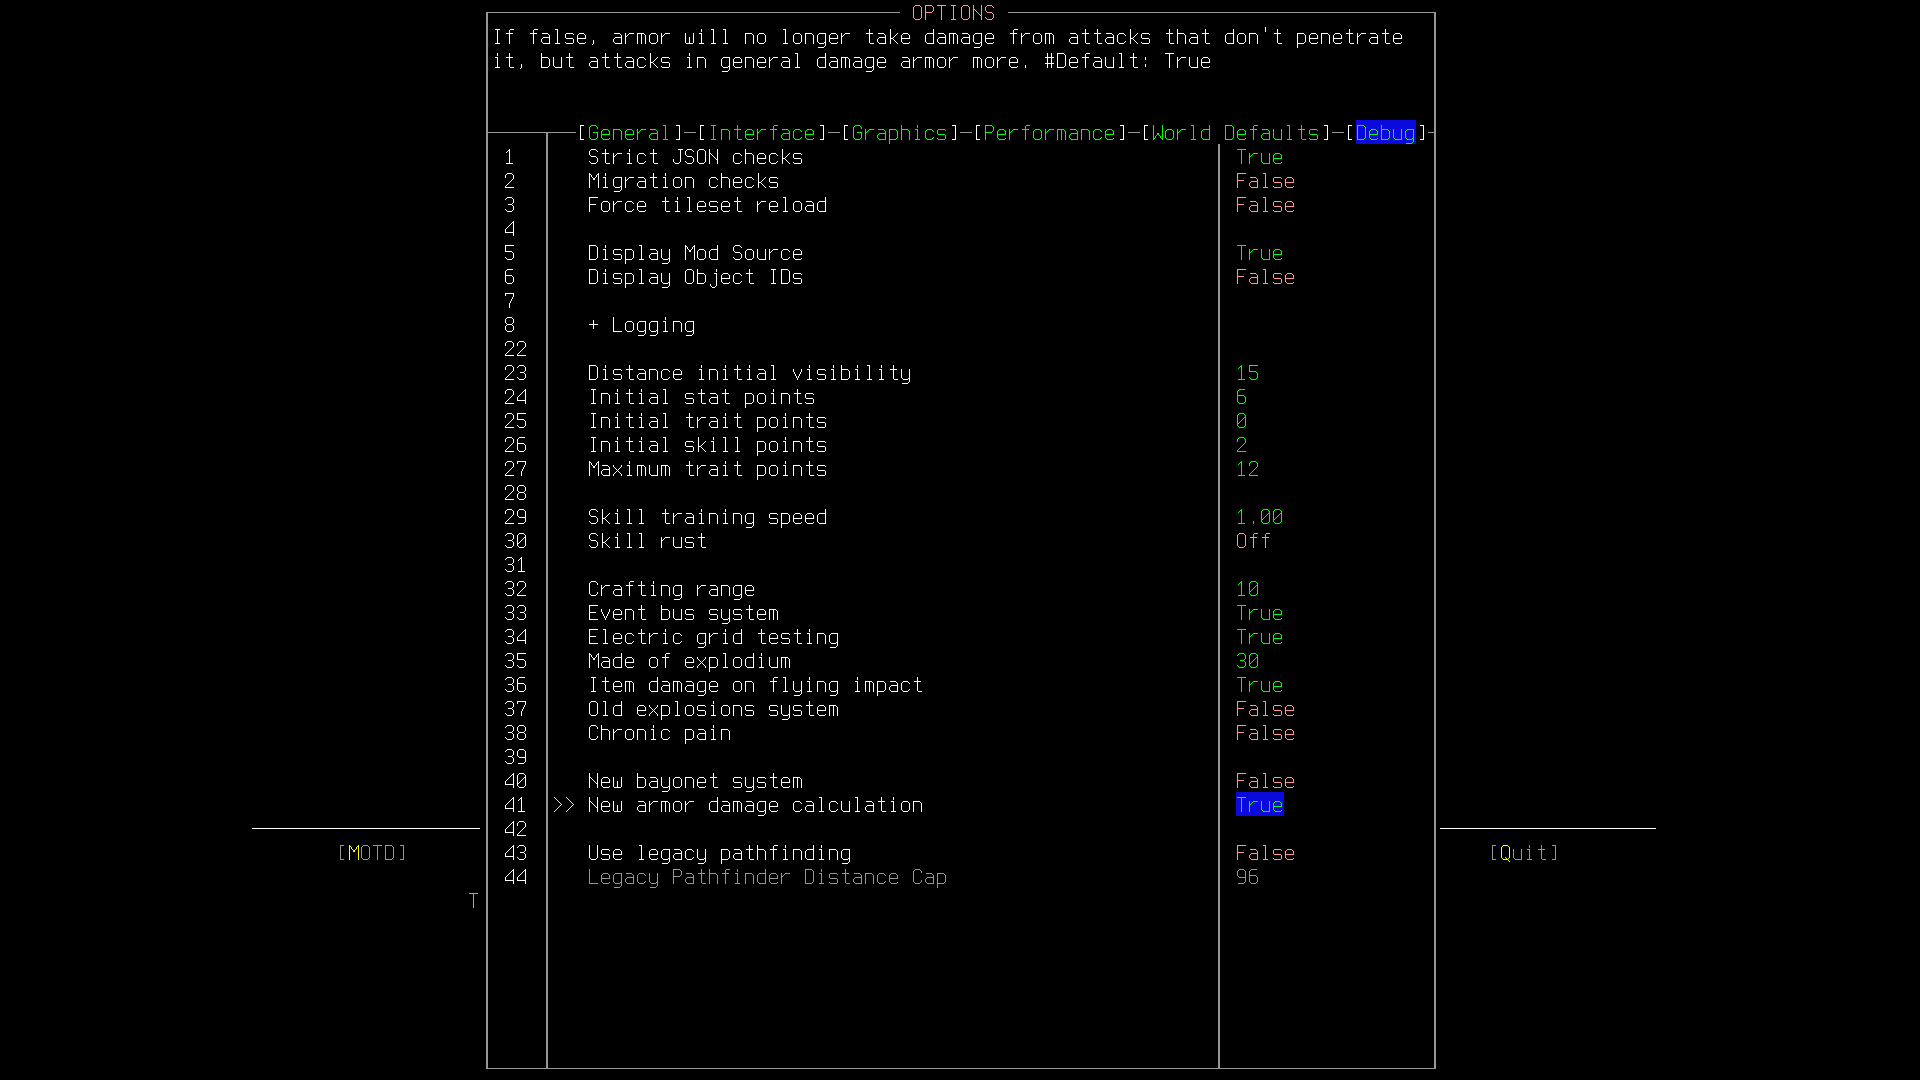 OPTIONS
If false, armor will no longer take damage from attacks that don't penetrate
it, but attacks in general damage armor more. #Default: True
[General]—[Interface]—[Graphics]—[Performance]—[World Defaults]—[Debug]
1 Strict JSON checks True
2 Migration checks False
3 Force tileset reload False
4
5 Display Mod Source True
6 Display Object IDs False
7
8 + Logging
22
23 Distance initial visibility 15
24 Initial stat points 6
25 Initial trait points 0
26 Initial skill points 2
27 Maximum trait points 12
28
29 Skill training speed 1.00
30 Skill rust Off
31
32 Crafting range 10
33 Event bus system True
34 Electric grid testing True
35 Made of explodium 30
36 Item damage on flying impact True
37 Old explosions system False
38 Chronic pain False
39
40 New bayonet system False
41 >> New armor damage calculation True
42
43 Use legacy pathfinding False
44 Legacy Pathfinder Distance Cap 96
[MOTD]
[Quit]
T